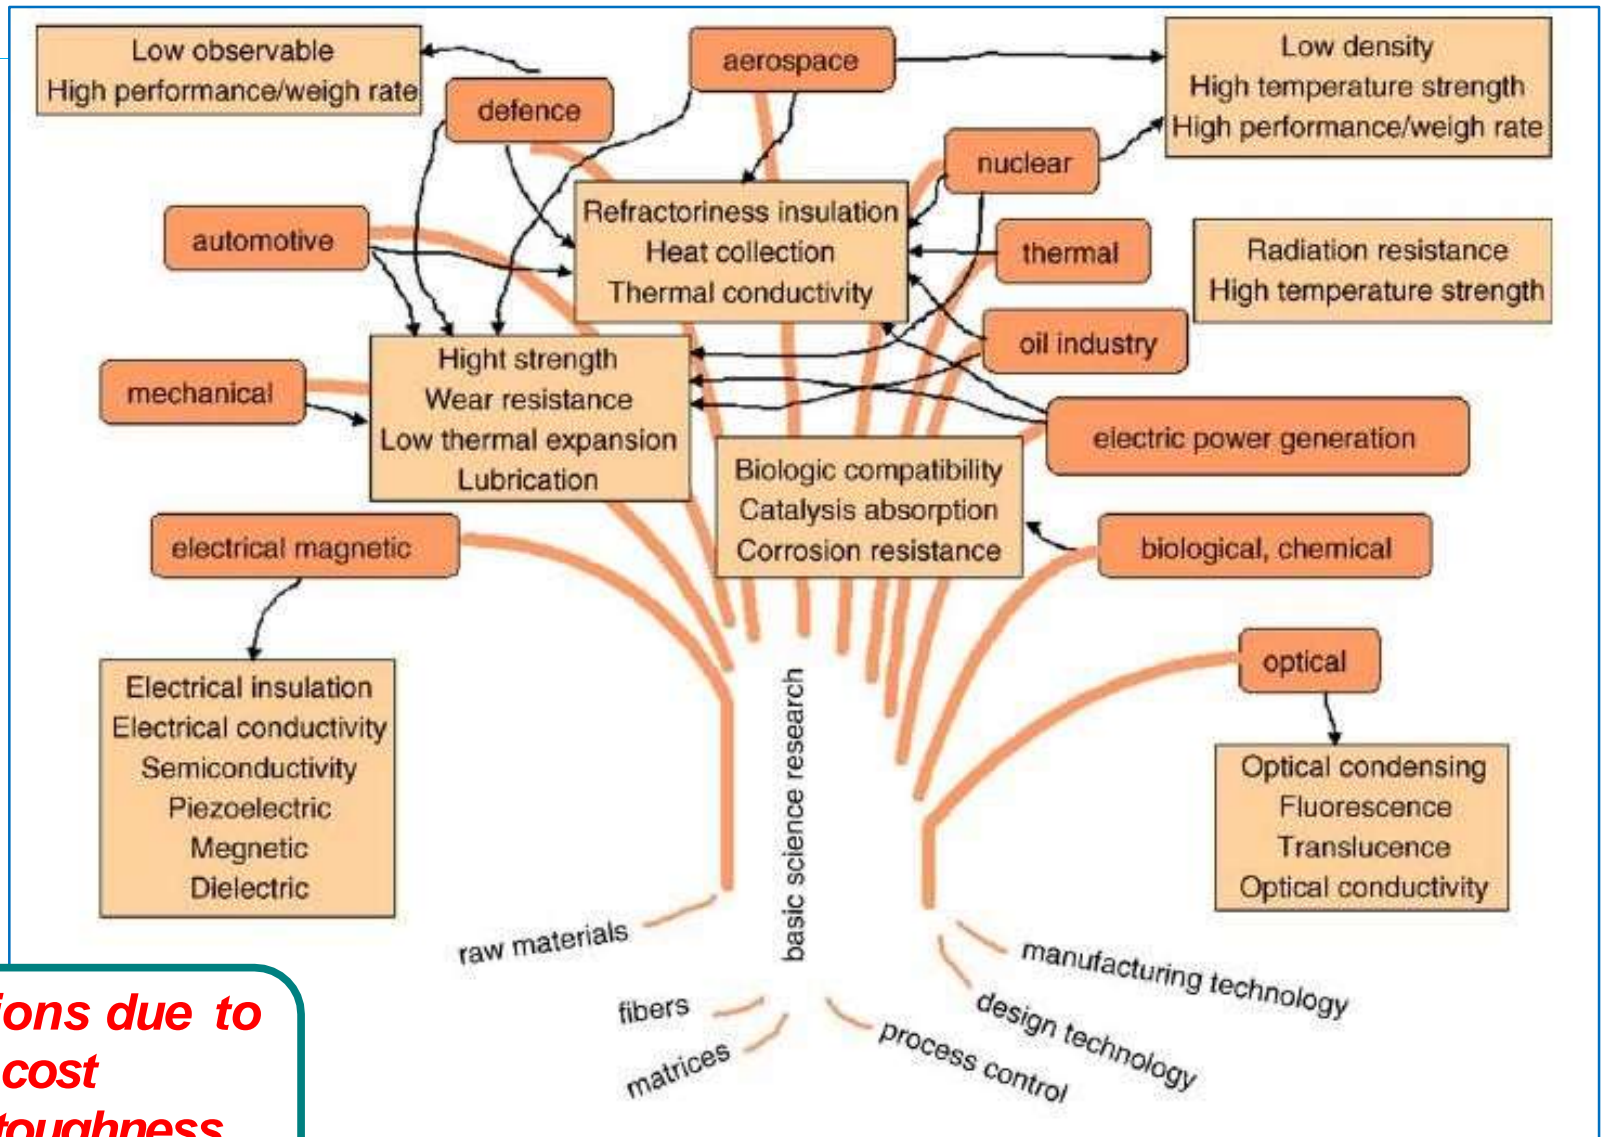 Low observable
High performance/weigh rate
defence
aerospace
Low density
High temperature strength
High performance/weigh rate
nuclear
automotive
Refractoriness insulation
Heat collection
Thermal conductivity
thermal
Radiation resistance
High temperature strength
oil industry
mechanical
Hight strength
Wear resistance
Low thermal expansion
Lubrication
electric power generation
Biologic compatibility
Catalysis absorption
Corrosion resistance
electrical magnetic
biological, chemical
optical
Electrical insulation
Electrical conductivity
Semiconductivity
Piezoelectric
Megnetic
Dielectric
Optical condensing
Fluorescence
Translucence
Optical conductivity
basic science research
raw materials
fibers
matrices
manufacturing technology
design technology
process control
ions due to
cost
toughness